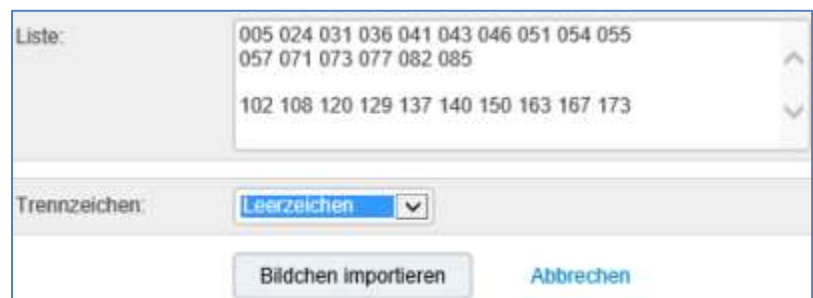 Liste:
005 024 031 036 041 043 046 051 054 055
057 071 073 077 082 085
102 108 120 129 137 140 150 163 167 173
Trennzeichen:
Leerzeichen
Bildchen importieren
Abbrechen